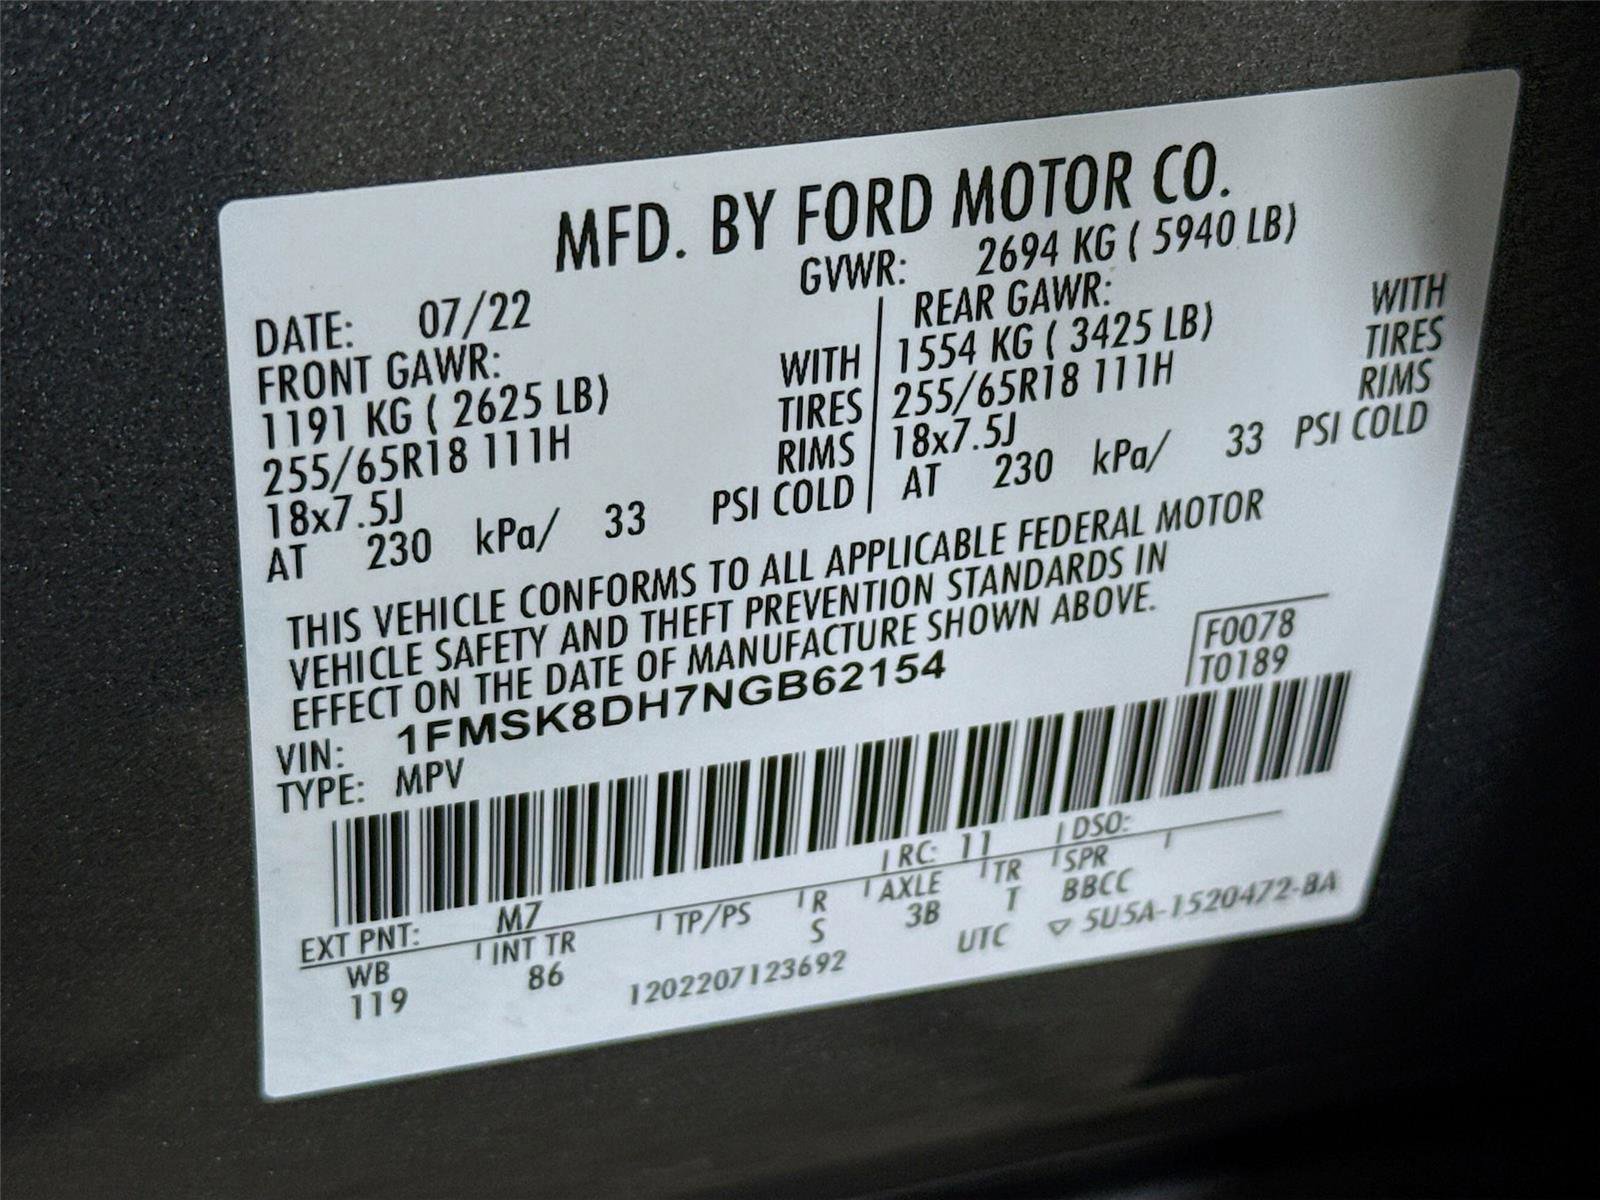 MFD. BY FORD MOTOR CO.
DATE: 07/22 GVWR: 2694 KG ( 5940 LB)
FRONT GAWR: REAR GAWR:
1191 KG ( 2625 LB) WITH 1554 KG ( 3425 LB) WITH
255/65R18 111H TIRES 255/65R18 111H TIRES
18x7.5J RIMS 18x7.5J RIMS
AT 230 kPa/ 33 PSI COLD AT 230 kPa/ 33 PSI COLD
THIS VEHICLE CONFORMS TO ALL APPLICABLE FEDERAL MOTOR
VEHICLE SAFETY AND THEFT PREVENTION STANDARDS IN
EFFECT ON THE DATE OF MANUFACTURE SHOWN ABOVE.
VIN: 1FMSK8DH7NGB62154 F0078
TYPE: MPV T0189
EXT PNT: M7 RC: 11 DSO:
WB INT TR TP/PS R AXLE TR SPR
119 86 S 3B T BBCC
1202207123692 UTC ▽ 5U5A-1520472-BA